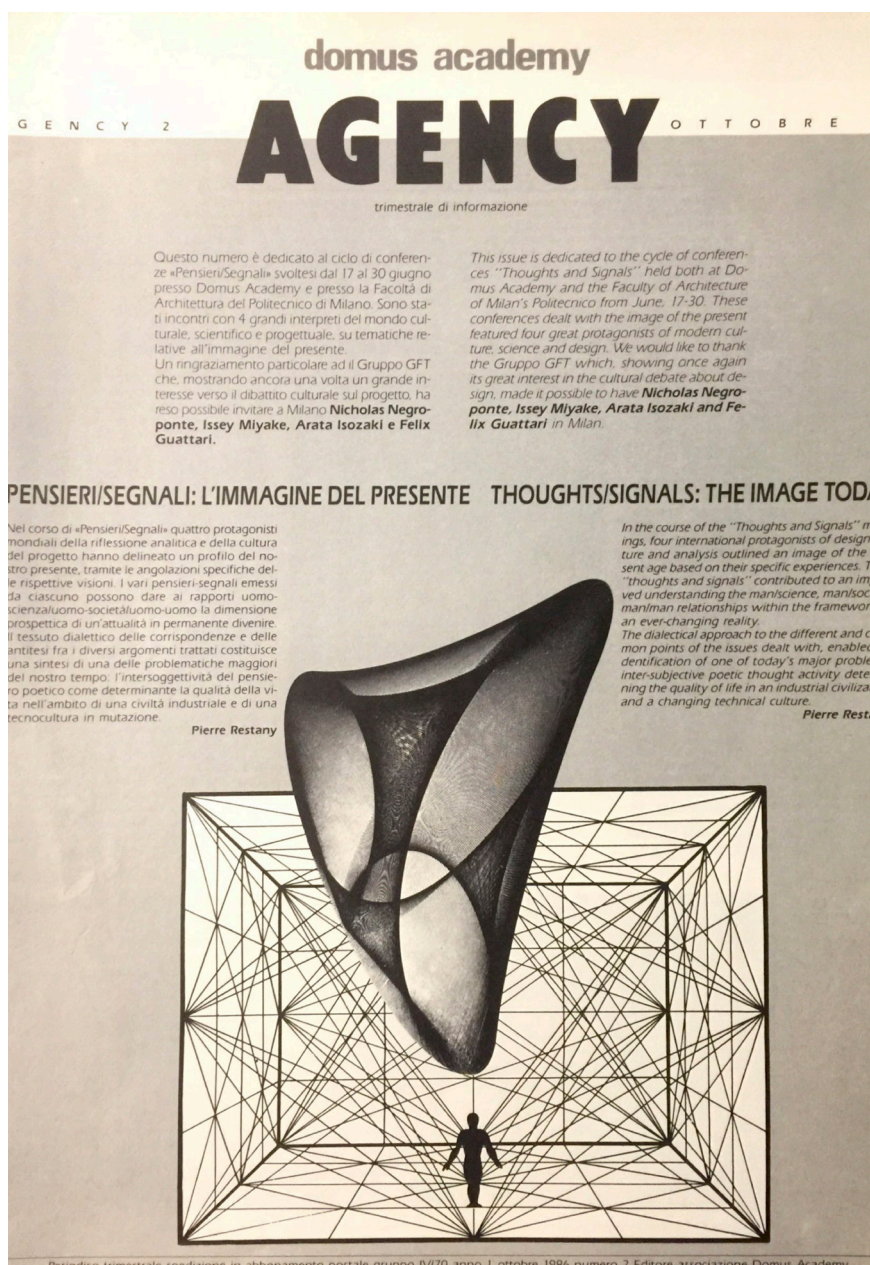 domus academy
GENCY 2
AGENCY
OTTOBRE
trimestrale di informazione
Questo numero è dedicato al ciclo di conferen-
ze «Pensieri/Segnali» svoltesi dal 17 al 30 giugno
presso Domus Academy e presso la Facoltà di
Architettura del Politecnico di Milano. Sono sta-
ti incontri con 4 grandi interpreti del mondo cul-
turale, scientifico e progettuale, su tematiche re-
lative all'immagine del presente.
Un ringraziamento particolare ad il Gruppo GFT
che, mostrando ancora una volta un grande in-
teresse verso il dibattito culturale sul progetto, ha
reso possibile invitare a Milano Nicholas Negro-
ponte, Issey Miyake, Arata Isozaki e Felix
Guattari.
This issue is dedicated to the cycle of conferen-
ces "Thoughts and Signals" held both at Do-
mus Academy and the Faculty of Architecture
of Milan's Politecnico from June, 17-30. These
conferences dealt with the image of the present
featured four great protagonists of modern cul-
ture, science and design. We would like to thank
the Gruppo GFT which, showing once again
its great interest in the cultural debate about de-
sign, made it possible to have Nicholas Negro-
ponte, Issey Miyake, Arata Isozaki and Fe-
lix Guattari in Milan.
PENSIERI/SEGNALI: L'IMMAGINE DEL PRESENTE
Nel corso di «Pensieri/Segnali» quattro protagonisti
mondiali della riflessione analitica e della cultura
del progetto hanno delineato un profilo del no-
stro presente, tramite le angolazioni specifiche del-
le rispettive visioni. I vari pensieri-segnali emessi
da ciascuno possono dare ai rapporti uomo-
scienza/uomo-società/uomo-uomo la dimensione
prospettica di un'attualità in permanente divenire.
Il tessuto dialettico delle corrispondenze e delle
antitesi fra i diversi argomenti trattati costituisce
una sintesi di una delle problematiche maggiori
del nostro tempo: l'intersoggettività del pensie-
ro poetico come determinante la qualità della vi-
ta nell'ambito di una civiltà industriale e di una
tecnocultura in mutazione.
Pierre Restany
THOUGHTS/SIGNALS: THE IMAGE TODA
In the course of the "Thoughts and Signals" m
ings, four international protagonists of design
ture and analysis outlined an image of the
sent age based on their specific experiences. T
"thoughts and signals" contributed to an im
ved understanding the man/science, man/soc
man/man relationships within the framewor
an ever-changing reality.
The dialectical approach to the different and c
mon points of the issues dealt with, enabled
dentification of one of today's major proble
inter-subjective poetic thought activity dete
ning the quality of life in an industrial civiliza
and a changing technical culture.
Pierre Rest